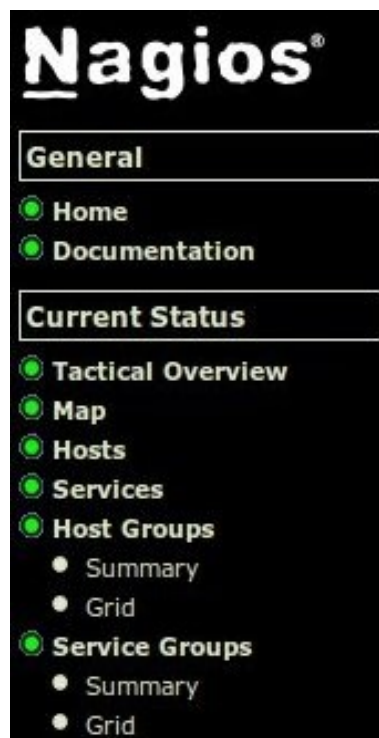 Nagios®
General
Home
Documentation
Current Status
Tactical Overview
Map
Hosts
Services
Host Groups
Summary
Grid
Service Groups
Summary
Grid